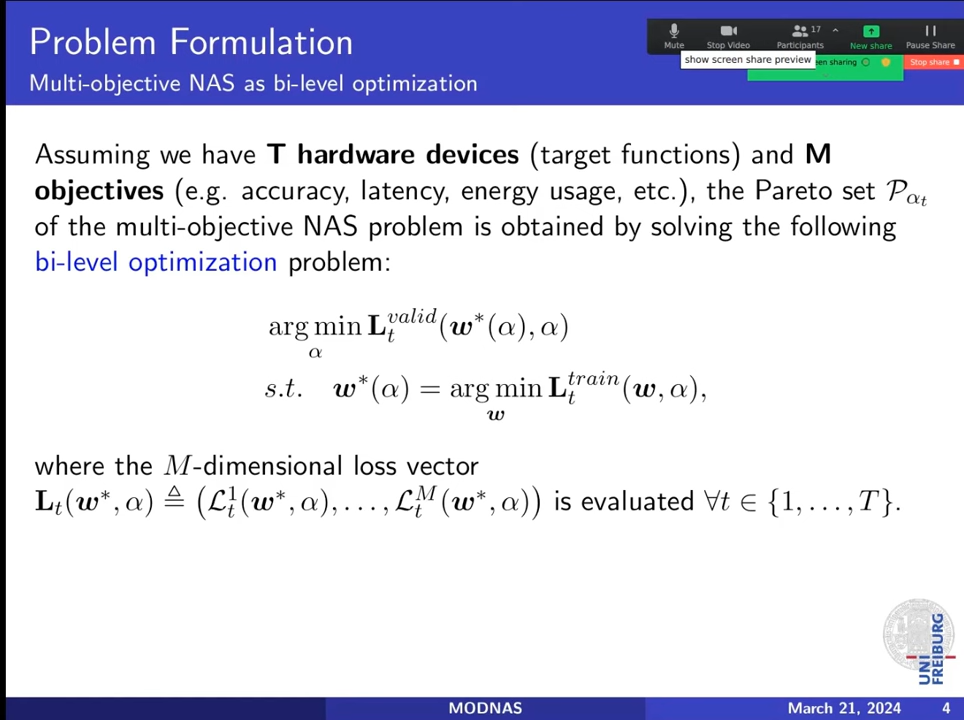 Problem Formulation
Multi-objective NAS as bi-level optimization
Mute
Stop Video
17
Participants
New share
Pause Share
show screen share preview
een sharing
Stop share
Assuming we have T hardware devices (target functions) and M
objectives (e.g. accuracy, latency, energy usage, etc.), the Pareto set 𝒫_{α_t}
of the multi-objective NAS problem is obtained by solving the following
bi-level optimization problem:
arg min_α L_t^{valid}(w*(α), α)
s.t. w*(α) = arg min_w L_t^{train}(w, α),
where the M-dimensional loss vector
L_t(w*, α) ≜ (ℒ_t^1(w*, α), . . . , ℒ_t^M(w*, α)) is evaluated ∀t ∈ {1, . . . , T}.
UNI
FREIBURG
MODNAS
March 21, 2024
4